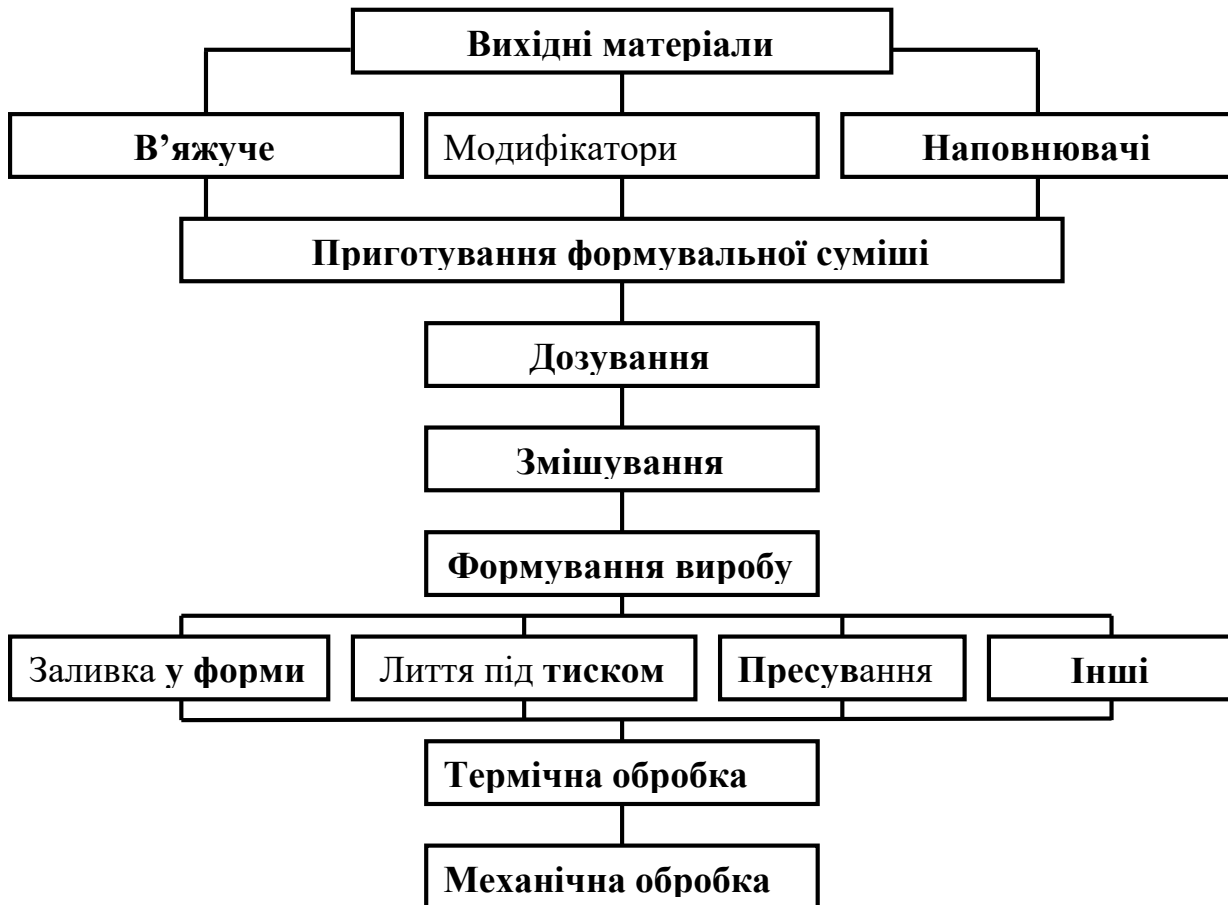 Вихідні матеріали
В’яжуче
Модифікатори
Наповнювачі
Приготування формувальної суміші
Дозування
Змішування
Формування виробу
Заливка у форми
Лиття під тиском
Пресування
Інші
Термічна обробка
Механічна обробка